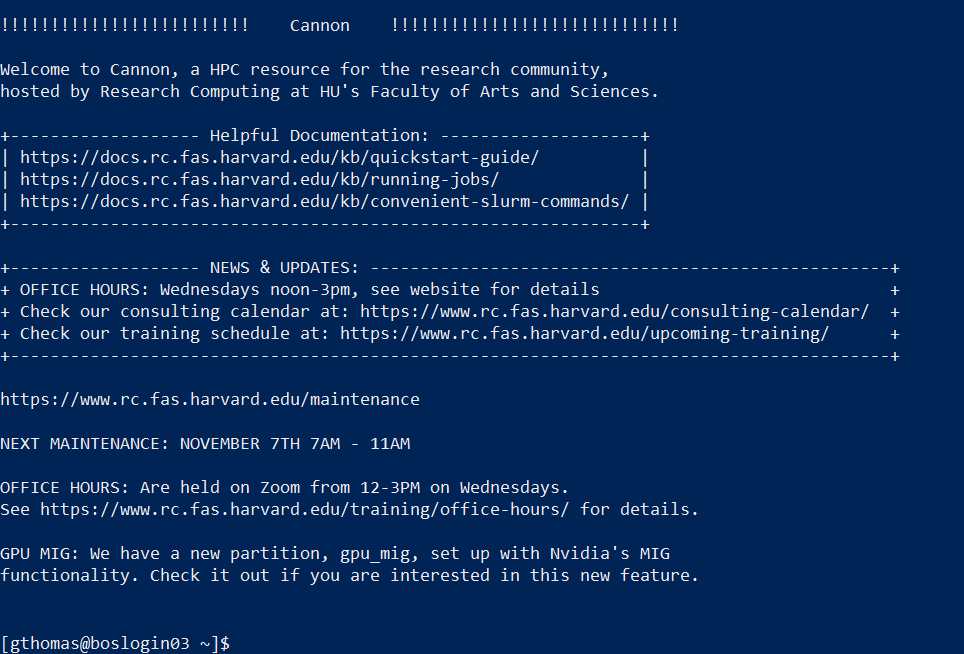 !!!!!!!!!!!!!!!!!!!!!!!!!    Cannon    !!!!!!!!!!!!!!!!!!!!!!!!!!!!!
Welcome to Cannon, a HPC resource for the research community,
hosted by Research Computing at HU's Faculty of Arts and Sciences.
+------------------- Helpful Documentation: --------------------+
| https://docs.rc.fas.harvard.edu/kb/quickstart-guide/          |
| https://docs.rc.fas.harvard.edu/kb/running-jobs/              |
| https://docs.rc.fas.harvard.edu/kb/convenient-slurm-commands/ |
+---------------------------------------------------------------+
+------------------- NEWS & UPDATES: ----------------------------------------------------+
+ OFFICE HOURS: Wednesdays noon-3pm, see website for details                             +
+ Check our consulting calendar at: https://www.rc.fas.harvard.edu/consulting-calendar/  +
+ Check our training schedule at: https://www.rc.fas.harvard.edu/upcoming-training/      +
+----------------------------------------------------------------------------------------+
https://www.rc.fas.harvard.edu/maintenance
NEXT MAINTENANCE: NOVEMBER 7TH 7AM - 11AM
OFFICE HOURS: Are held on Zoom from 12-3PM on Wednesdays.
See https://www.rc.fas.harvard.edu/training/office-hours/ for details.
GPU MIG: We have a new partition, gpu_mig, set up with Nvidia's MIG
functionality. Check it out if you are interested in this new feature.
[gthomas@boslogin03 ~]$